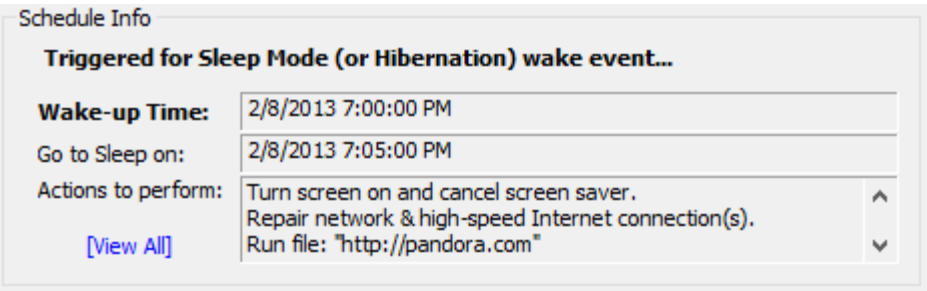 Schedule Info
Triggered for Sleep Mode (or Hibernation) wake event...
Wake-up Time: 2/8/2013 7:00:00 PM
Go to Sleep on: 2/8/2013 7:05:00 PM
Actions to perform: Turn screen on and cancel screen saver.
Repair network & high-speed Internet connection(s).
[View All] Run file: "http://pandora.com"